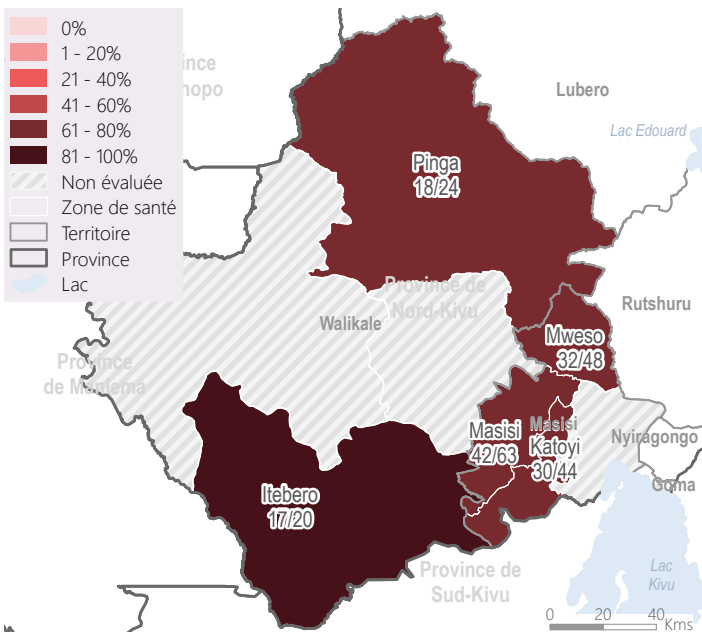 0%
1 - 20%
21 - 40%
41 - 60%
61 - 80%
81 - 100%
Non évaluée
Zone de santé
Territoire
Province
Lac
ince
opo
Lubero
Lac Edouard
Pinga
18/24
Province de
Nord-Kivu
Rutshuru
Walikale
Mweso
32/48
Province
de Maniema
Masisi
42/63
Masisi
Katoyi
30/44
Nyiragongo
Goma
Itebero
17/20
Province de
Sud-Kivu
Lac
Kivu
0 20 40
Kms